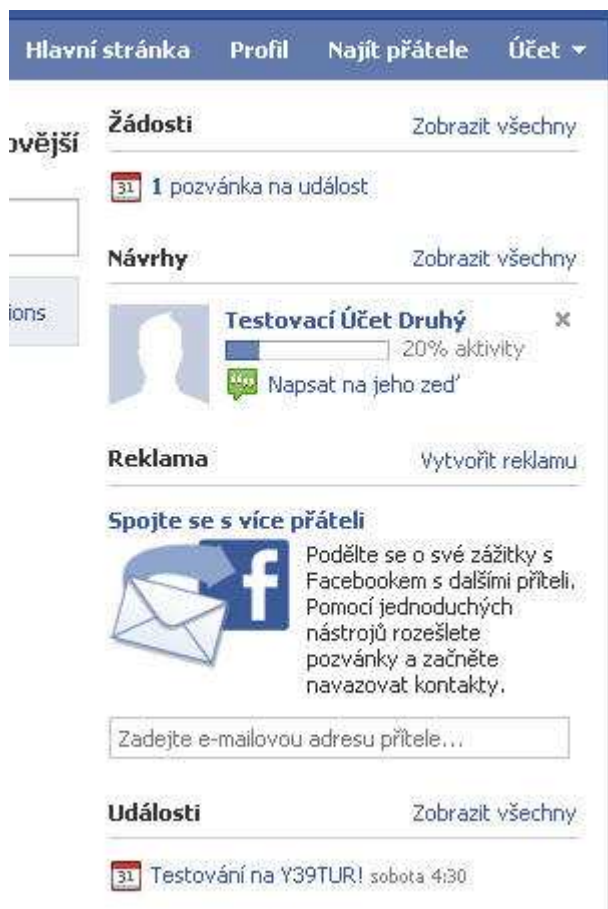 Hlavní stránka Profil Najít přátele Účet
ovější
Žádosti Zobrazit všechny
31 1 pozvánka na událost
Návrhy Zobrazit všechny
ions
Testovací Účet Druhý
20% aktivity
Napsat na jeho zeď
Reklama Vytvořit reklamu
Spojte se s více přáteli
f
Podělte se o své zážitky s
Facebookem s dalšími příteli.
Pomocí jednoduchých
nástrojů rozešlete
pozvánky a začněte
navazovat kontakty.
Zadejte e-mailovou adresu přítele...
Události Zobrazit všechny
31 Testování na Y39TUR! sobota 4:30